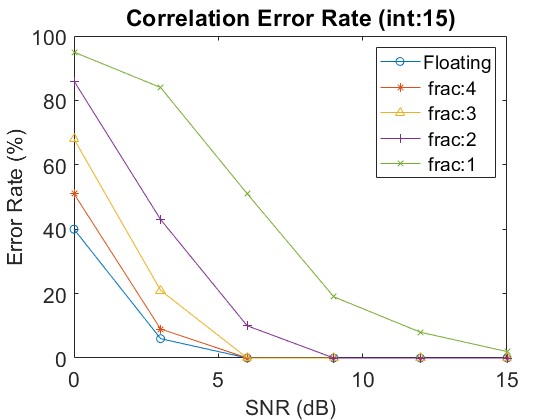 Correlation Error Rate (int:15)
100
80
60
40
20
0
Error Rate (%)
0 5 10 15
SNR (dB)
Floating
frac:4
frac:3
frac:2
frac:1